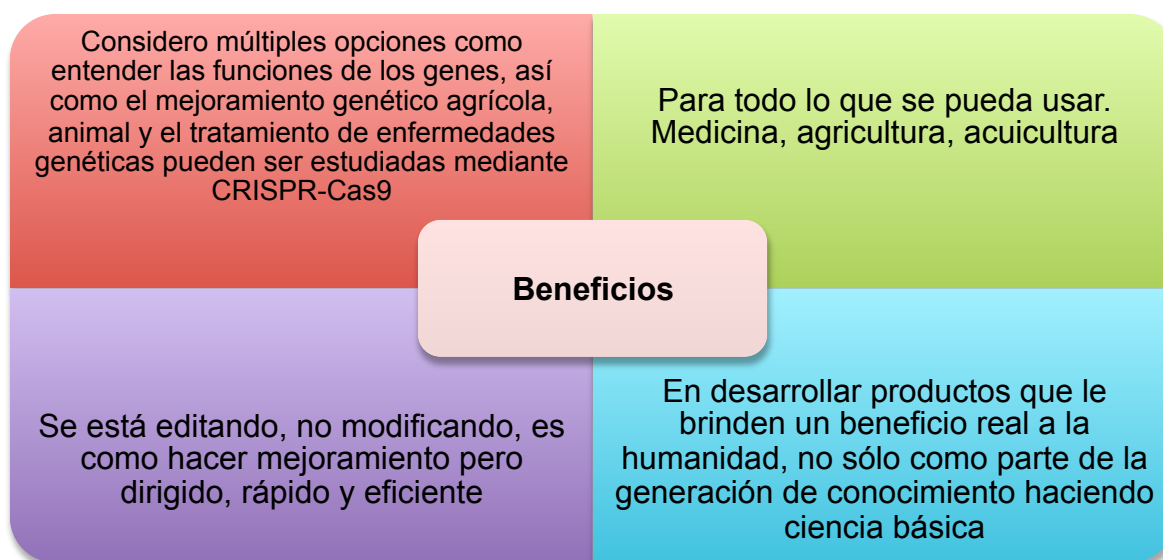 Considero múltiples opciones como
entender las funciones de los genes, así
como el mejoramiento genético agrícola,
animal y el tratamiento de enfermedades
genéticas pueden ser estudiadas mediante
CRISPR-Cas9
Para todo lo que se pueda usar.
Medicina, agricultura, acuicultura
Beneficios
Se está editando, no modificando, es
como hacer mejoramiento pero
dirigido, rápido y eficiente
En desarrollar productos que le
brinden un beneficio real a la
humanidad, no sólo como parte de la
generación de conocimiento haciendo
ciencia básica